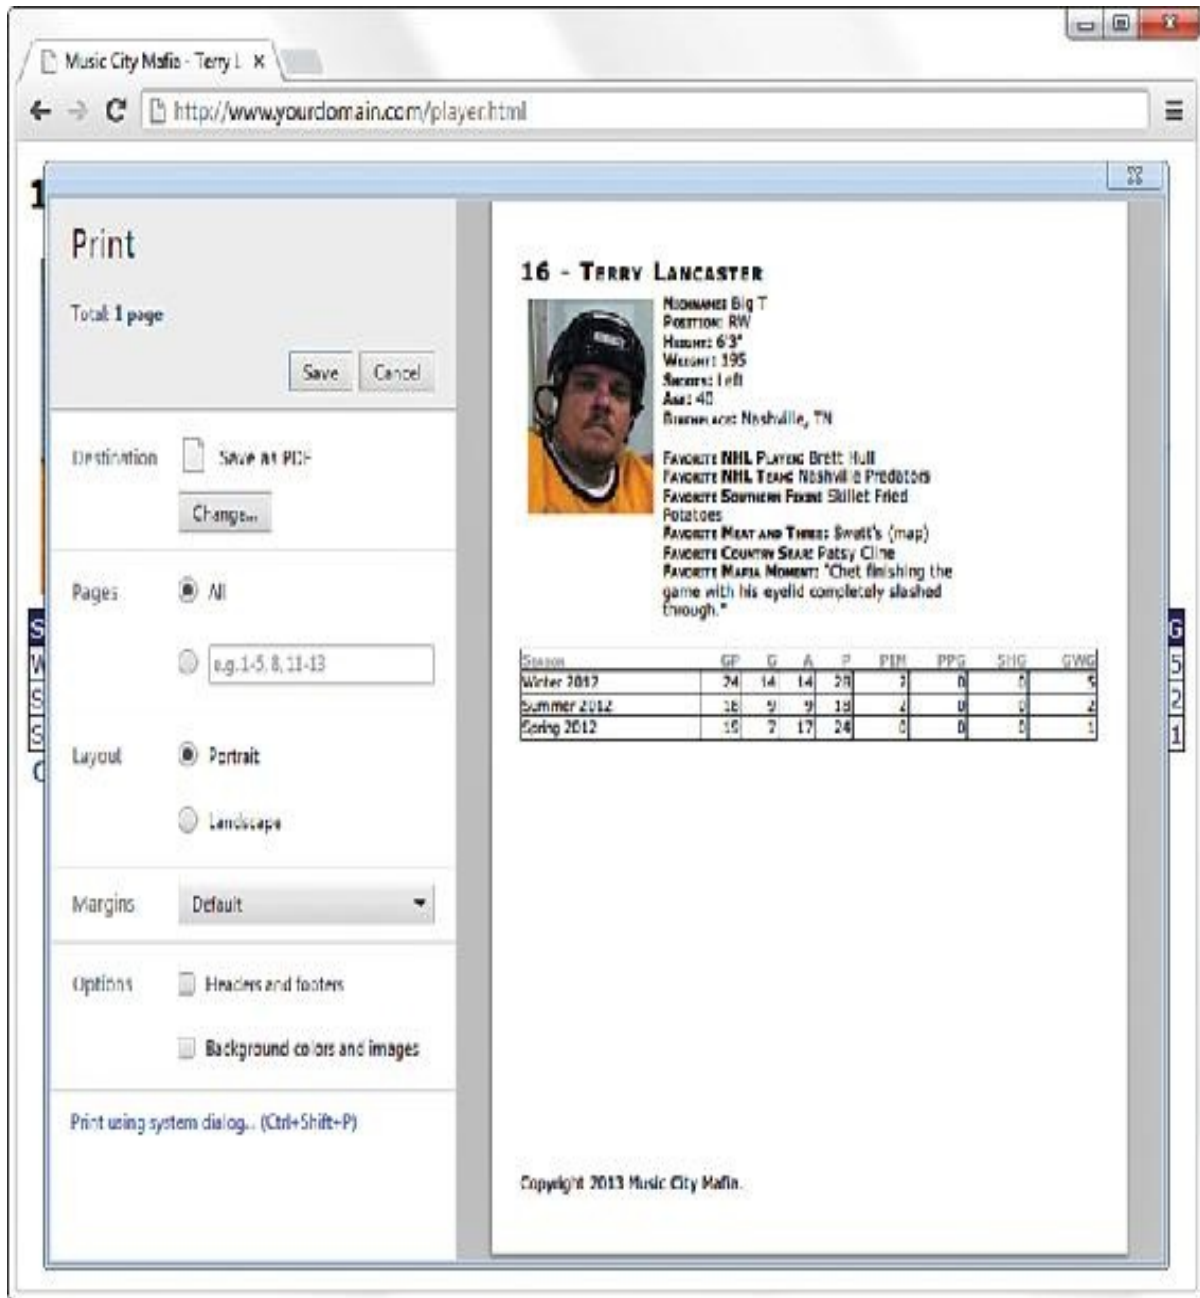 Music City Mafia - Terry L
http://www.yourdomain.com/player.html
1
Print
Total: 1 page
Save
Cancel
Destination
Save as PDF
Change...
Pages
All
e.g. 1-5, 8, 11-13
Layout
Portrait
Landscape
Margins
Default
Options
Headers and footers
Background colors and images
Print using system dialog... (Ctrl+Shift+P)
16 - Terry Lancaster
Nickname: Big T
Position: RW
Height: 6'3"
Weight: 195
Shoots: Left
Age: 40
Birthplace: Nashville, TN
Favorite NHL Player: Brett Hull
Favorite NHL Team: Nashville Predators
Favorite Southern Fixins: Skillet Fried
Potatoes
Favorite Meat and Three: Swett's (map)
Favorite Country Star: Patsy Cline
Favorite Mafia Moment: "Chet finishing the
game with his eyelid completely slashed
through."
Season GP G A P PIM PPG SHG GWG
Winter 2012 24 14 14 28 2 0 0 5
Summer 2012 9 9 18 2 0 0 2
Spring 2012 7 17 24 0 0 0 1
Copyright 2013 Music City Mafia.
S
W
S
S
C
G
5
2
1